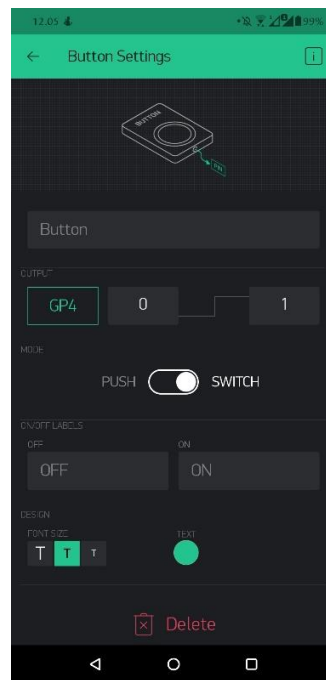 12.05 99%
Button Settings i
BUTTON
PIN
Button
OUTPUT
GP4 0 1
MODE
PUSH SWITCH
ON/OFF LABELS
OFF ON
OFF ON
DESIGN
FONT SIZE TEXT
T T T
Delete